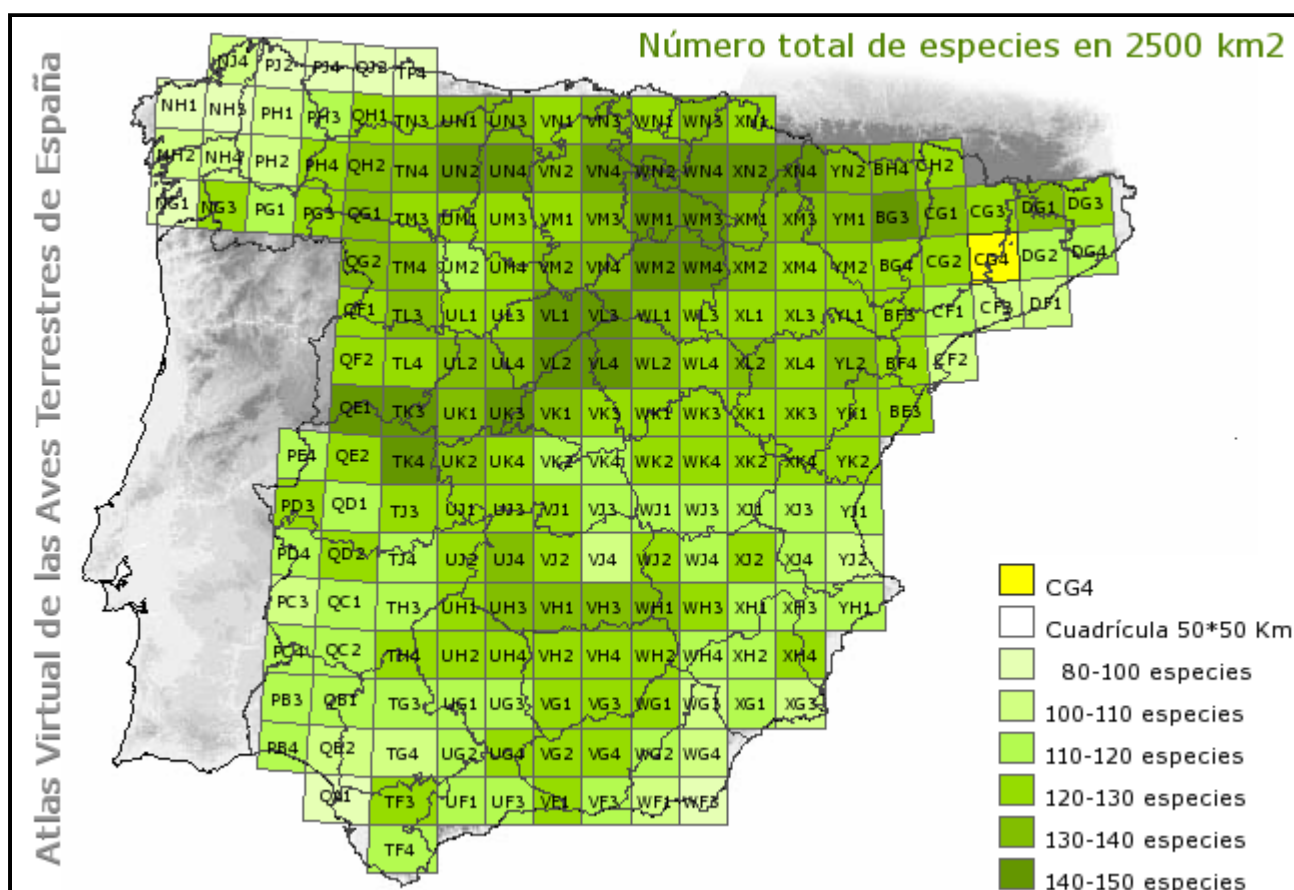 Número total de especies en 2500 km2
Atlas Virtual de las Aves Terrestres de España
NJ4 PJ2 PJ4 QJ2 TP4
NH1 NH3 PH1 PH3 QH1 TN3 UN1 UN3 VN1 VN3 WN1 WN3 XN1
NH2 NH4 PH2 PH4 QH2 TN4 UN2 UN4 VN2 VN4 WN2 WN4 XN2 XN4 YN2 BH4 CH2
NG1 NG3 PG1 PG3 QG1 TM3 UM1 UM3 VM1 VM3 WM1 WM3 XM1 XM3 YM1 BG3 CG1 CG3 DG1 DG3
QG2 TM4 UM2 UM4 VM2 VN4 WM2 WM4 XM2 XM4 YM2 BG4 CG2 CG4 DG2 DG4
QF1 TL3 UL1 UL3 VL1 VL3 WL1 WL3 XL1 XL3 YL1 BF3 CF1 CF3 DF1
QF2 TL4 UL2 UL4 VL2 VL4 WL2 WL4 XL2 XL4 YL2 BF4 CF2
QE1 TK3 UK1 UK3 VK1 VK3 WK1 WK3 XK1 XK3 YK1 BE3
PE4 QE2 TK4 UK2 UK4 VK2 VK4 WK2 WK4 XK2 XK4 YK2
PD3 QD1 TJ3 UJ1 UJ3 VJ1 VJ3 WJ1 WJ3 XJ1 XJ3 YJ1
PD4 QD2 TJ4 UJ2 UJ4 VJ2 VJ4 WJ2 WJ4 XJ2 XJ4 YJ2
PC3 QC1 TH3 UH1 UH3 VH1 VH3 WH1 WH3 XH1 XH3 YH1
PC4 QC2 TH4 UH2 UH4 VH2 VH4 WH2 WH4 XH2 XH4
PB3 QB1 TG3 UG1 UG3 VG1 VG3 WG1 WG3 XG1 XG3
PB4 QB2 TG4 UG2 UG4 VG2 VG4 WG2 WG4
TF3 UF1 UF3 VF1 VF3 WF1 WF3
TF4
CG4
Cuadrícula 50*50 Km
80-100 especies
100-110 especies
110-120 especies
120-130 especies
130-140 especies
140-150 especies